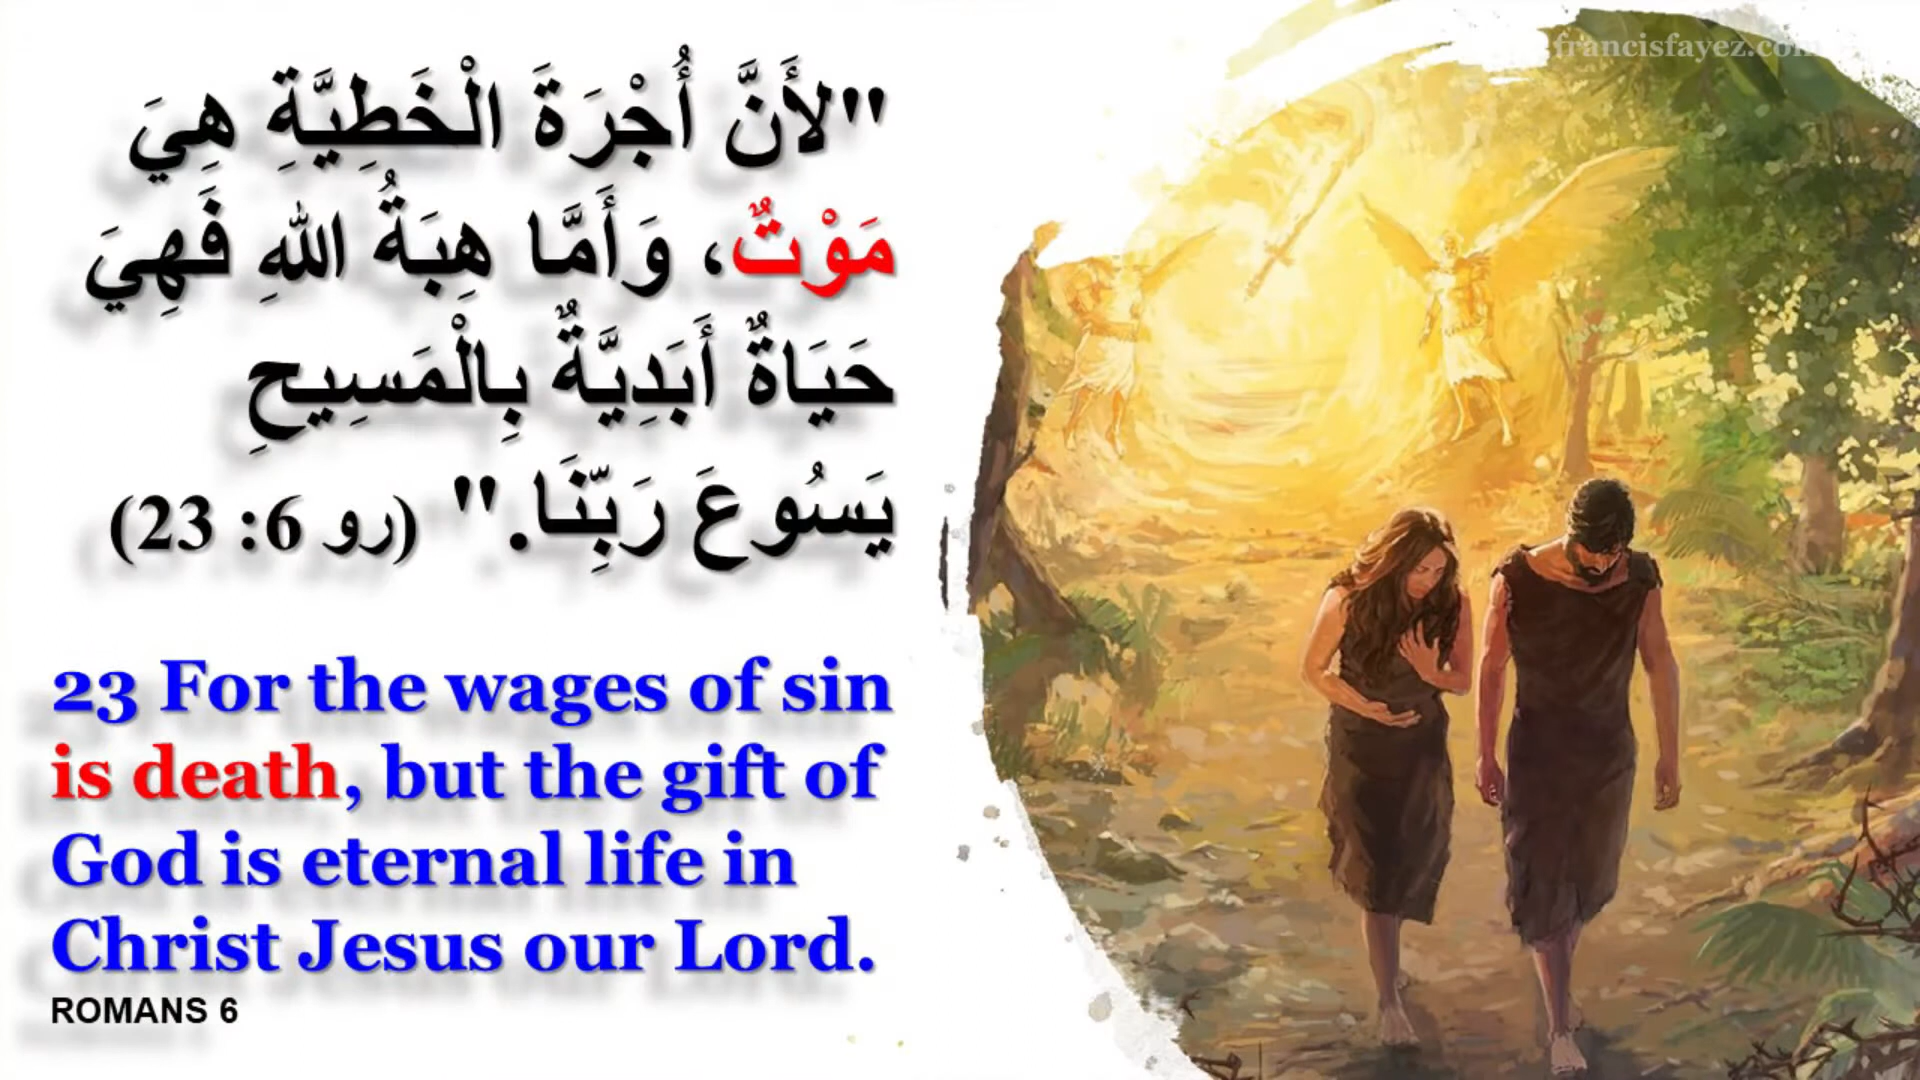 "لأَنَّ أُجْرَةَ الْخَطِيَّةِ هِيَ
مَوْتٌ، وَأَمَّا هِبَةُ اللهِ فَهِيَ
حَيَاةٌ أَبَدِيَّةٌ بِالْمَسِيحِ
يَسُوعَ رَبِّنَا." (رو 6: 23)
23 For the wages of sin
is death, but the gift of
God is eternal life in
Christ Jesus our Lord.
ROMANS 6
francisfayez.com